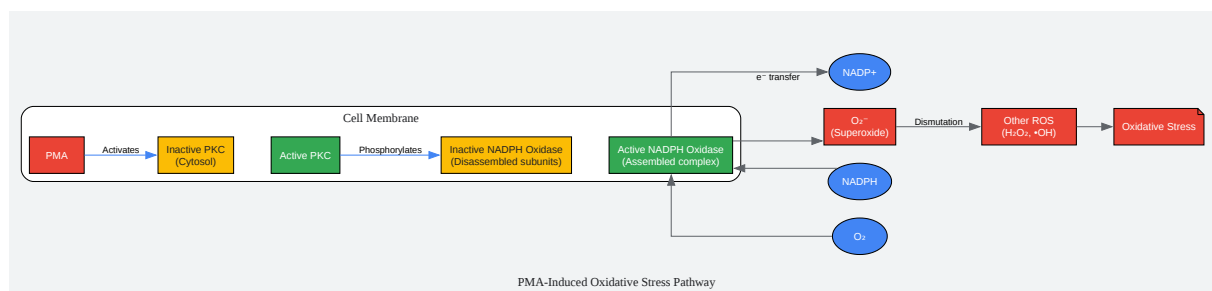 NADP+
e⁻ transfer
Cell Membrane
PMA
Activates
Inactive PKC
(Cytosol)
Active PKC
Phosphorylates
Inactive NADPH Oxidase
(Disassembled subunits)
Active NADPH Oxidase
(Assembled complex)
O₂⁻
(Superoxide)
Dismutation
Other ROS
(H₂O₂, •OH)
Oxidative Stress
NADPH
O₂
PMA-Induced Oxidative Stress Pathway